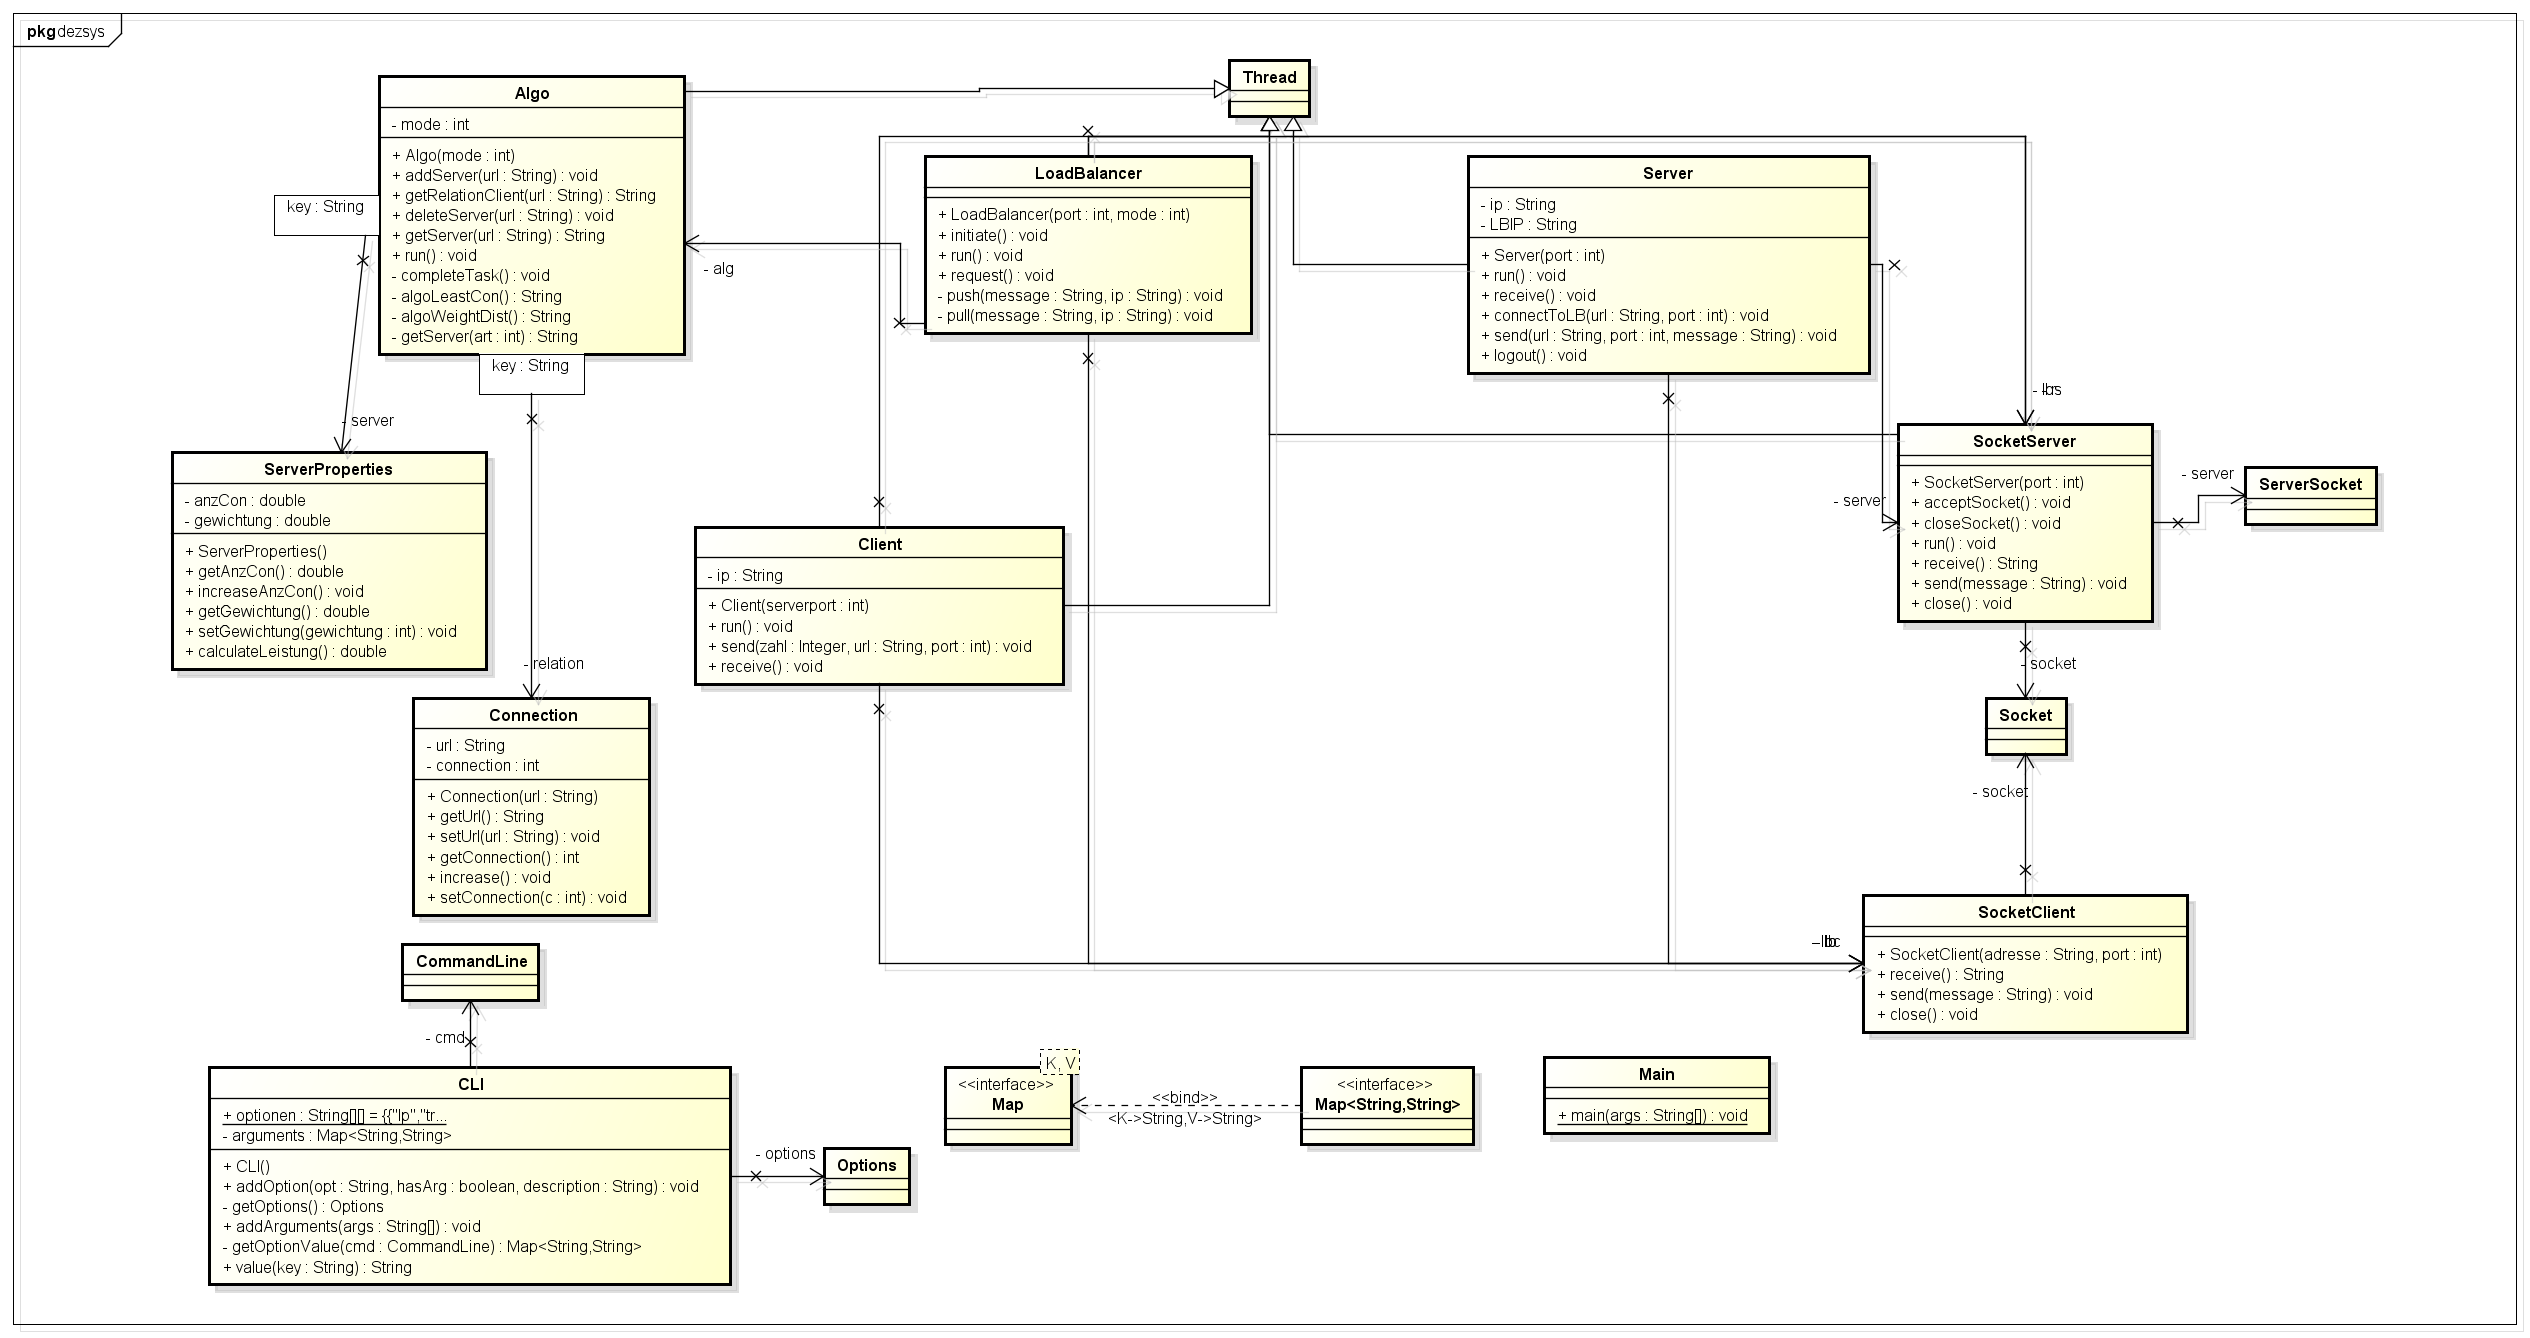 pkg dezsys
Thread
Algo
- mode : int
+ Algo(mode : int)
+ addServer(url : String) : void
+ getRelationClient(url : String) : String
+ deleteServer(url : String) : void
+ getServer(url : String) : String
+ run() : void
- completeTask() : void
- algoLeastCon() : String
- algoWeightDist() : String
- getServer(art : int) : String
key : String
key : String
- alg
LoadBalancer
+ LoadBalancer(port : int, mode : int)
+ initiate() : void
+ run() : void
+ request() : void
- push(message : String, ip : String) : void
- pull(message : String, ip : String) : void
Server
- ip : String
- LBIP : String
+ Server(port : int)
+ run() : void
+ receive() : void
+ connectToLB(url : String, port : int) : void
+ send(url : String, port : int, message : String) : void
+ logout() : void
- server
ServerProperties
- anzCon : double
- gewichtung : double
+ ServerProperties()
+ getAnzCon() : double
+ increaseAnzCon() : void
+ getGewichtung() : double
+ setGewichtung(gewichtung : int) : void
+ calculateLeistung() : double
- server
SocketServer
+ SocketServer(port : int)
+ acceptSocket() : void
+ closeSocket() : void
+ run() : void
+ receive() : String
+ send(message : String) : void
+ close() : void
- server
ServerSocket
Client
- ip : String
+ Client(serverport : int)
+ run() : void
+ send(zahl : Integer, url : String, port : int) : void
+ receive() : void
- relation
Connection
- url : String
- connection : int
+ Connection(url : String)
+ getUrl() : String
+ setUrl(url : String) : void
+ getConnection() : int
+ increase() : void
+ setConnection(c : int) : void
- socket
Socket
- socket
SocketClient
+ SocketClient(adresse : String, port : int)
+ receive() : String
+ send(message : String) : void
+ close() : void
CommandLine
- cmd
CLI
+ optionen : String[][] = {{"lp","tr...
- arguments : Map<String,String>
+ CLI()
+ addOption(opt : String, hasArg : boolean, description : String) : void
- getOptions() : Options
+ addArguments(args : String[]) : void
- getOptionValue(cmd : CommandLine) : Map<String,String>
+ value(key : String) : String
- options
Options
K, V
<<interface>>
Map
<<bind>>
<K->String,V->String>
<<interface>>
Map<String,String>
Main
+ main(args : String[]) : void